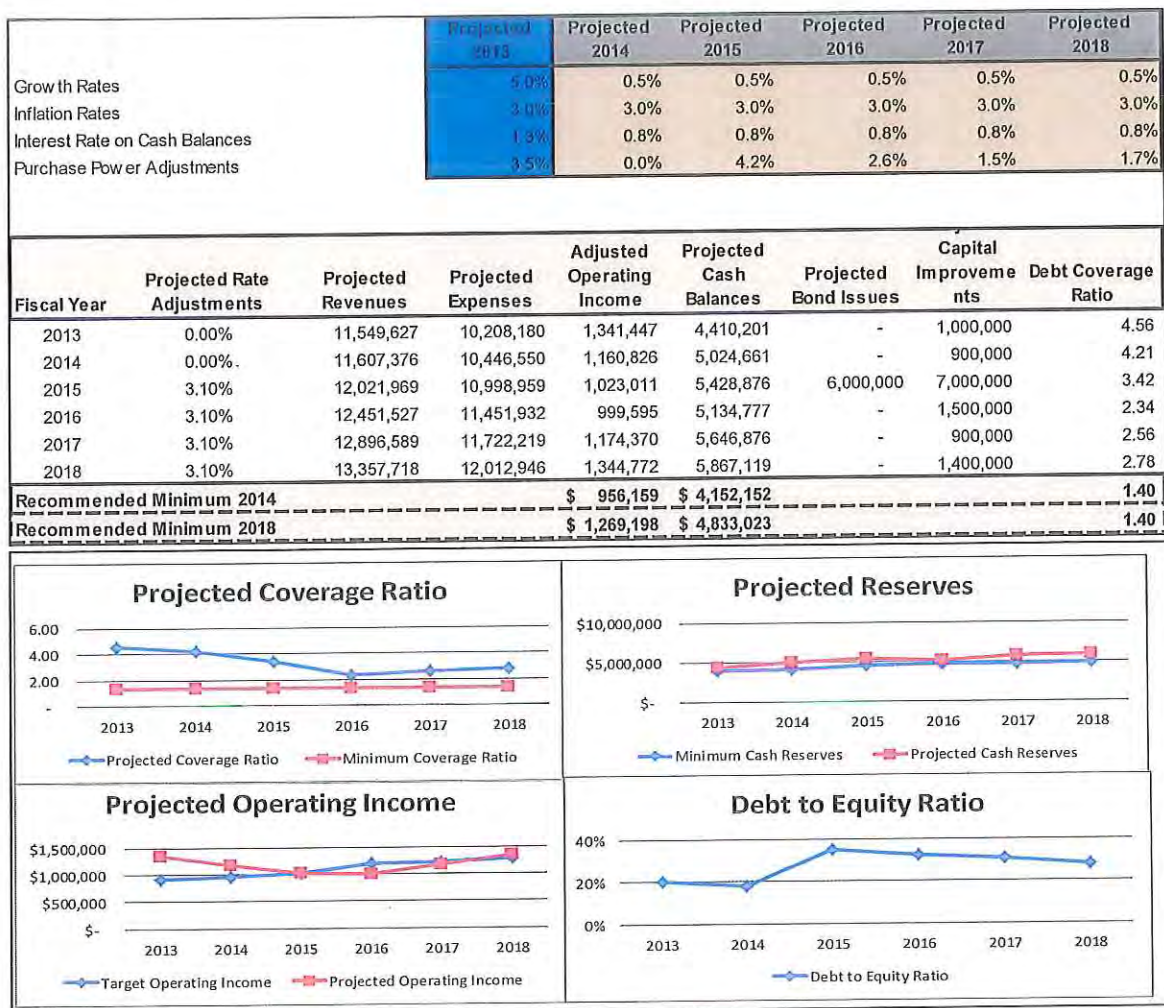 Projected 2013 Projected 2014 Projected 2015 Projected 2016 Projected 2017 Projected 2018
Growth Rates 5.0% 0.5% 0.5% 0.5% 0.5% 0.5%
Inflation Rates 3.0% 3.0% 3.0% 3.0% 3.0% 3.0%
Interest Rate on Cash Balances 1.3% 0.8% 0.8% 0.8% 0.8% 0.8%
Purchase Power Adjustments 3.5% 0.0% 4.2% 2.6% 1.5% 1.7%
Fiscal Year Projected Rate Adjustments Projected Revenues Projected Expenses Adjusted Operating Income Projected Cash Balances Projected Bond Issues Capital Improveme nts Debt Coverage Ratio
2013 0.00% 11,549,627 10,208,180 1,341,447 4,410,201 - 1,000,000 4.56
2014 0.00% 11,607,376 10,446,550 1,160,826 5,024,661 - 900,000 4.21
2015 3.10% 12,021,969 10,998,959 1,023,011 5,428,876 6,000,000 7,000,000 3.42
2016 3.10% 12,451,527 11,451,932 999,595 5,134,777 - 1,500,000 2.34
2017 3.10% 12,896,589 11,722,219 1,174,370 5,646,876 - 900,000 2.56
2018 3.10% 13,357,718 12,012,946 1,344,772 5,867,119 - 1,400,000 2.78
Recommended Minimum 2014 $ 956,159 $ 4,152,152 1.40
Recommended Minimum 2018 $ 1,269,198 $ 4,833,023 1.40
Projected Coverage Ratio
6.00
4.00
2.00
-
2013 2014 2015 2016 2017 2018
Projected Coverage Ratio Minimum Coverage Ratio
Projected Reserves
$10,000,000
$5,000,000
$-
2013 2014 2015 2016 2017 2018
Minimum Cash Reserves Projected Cash Reserves
Projected Operating Income
$1,500,000
$1,000,000
$500,000
$-
2013 2014 2015 2016 2017 2018
Target Operating Income Projected Operating Income
Debt to Equity Ratio
40%
20%
0%
2013 2014 2015 2016 2017 2018
Debt to Equity Ratio